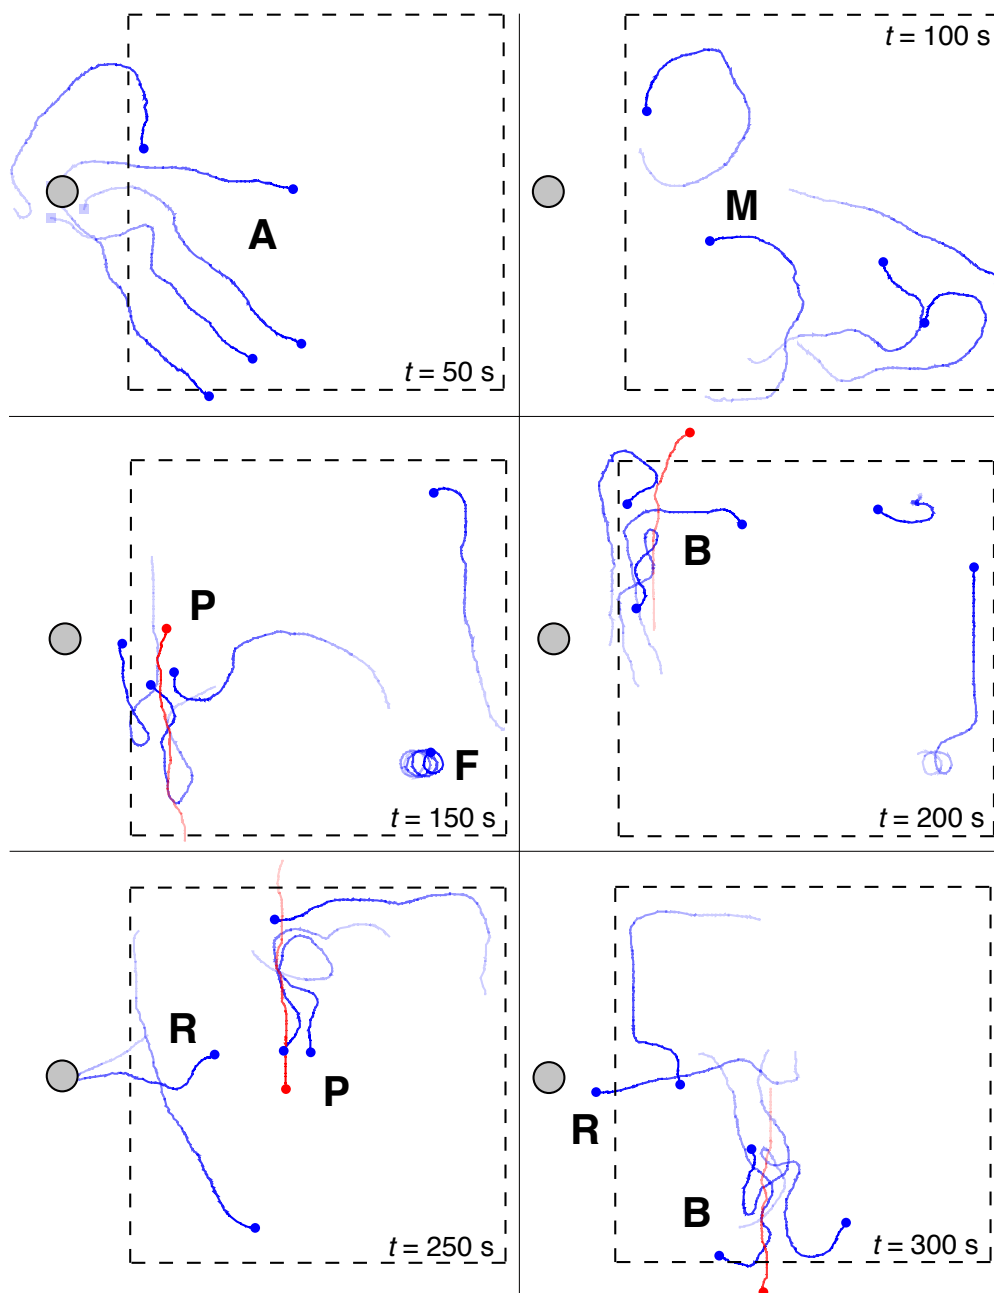 A
t = 50 s
t = 100 s
M
P
F
t = 150 s
B
t = 200 s
R
P
t = 250 s
R
B
t = 300 s